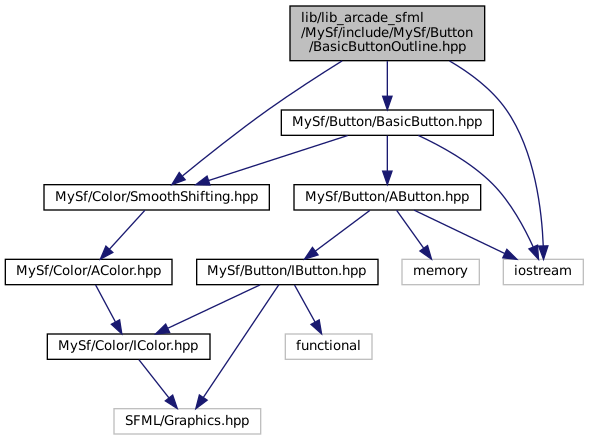 lib/lib_arcade_sfml
/MySf/include/MySf/Button
/BasicButtonOutline.hpp
MySf/Button/BasicButton.hpp
MySf/Color/SmoothShifting.hpp
MySf/Button/AButton.hpp
MySf/Color/AColor.hpp
MySf/Button/IButton.hpp
memory
iostream
MySf/Color/IColor.hpp
functional
SFML/Graphics.hpp